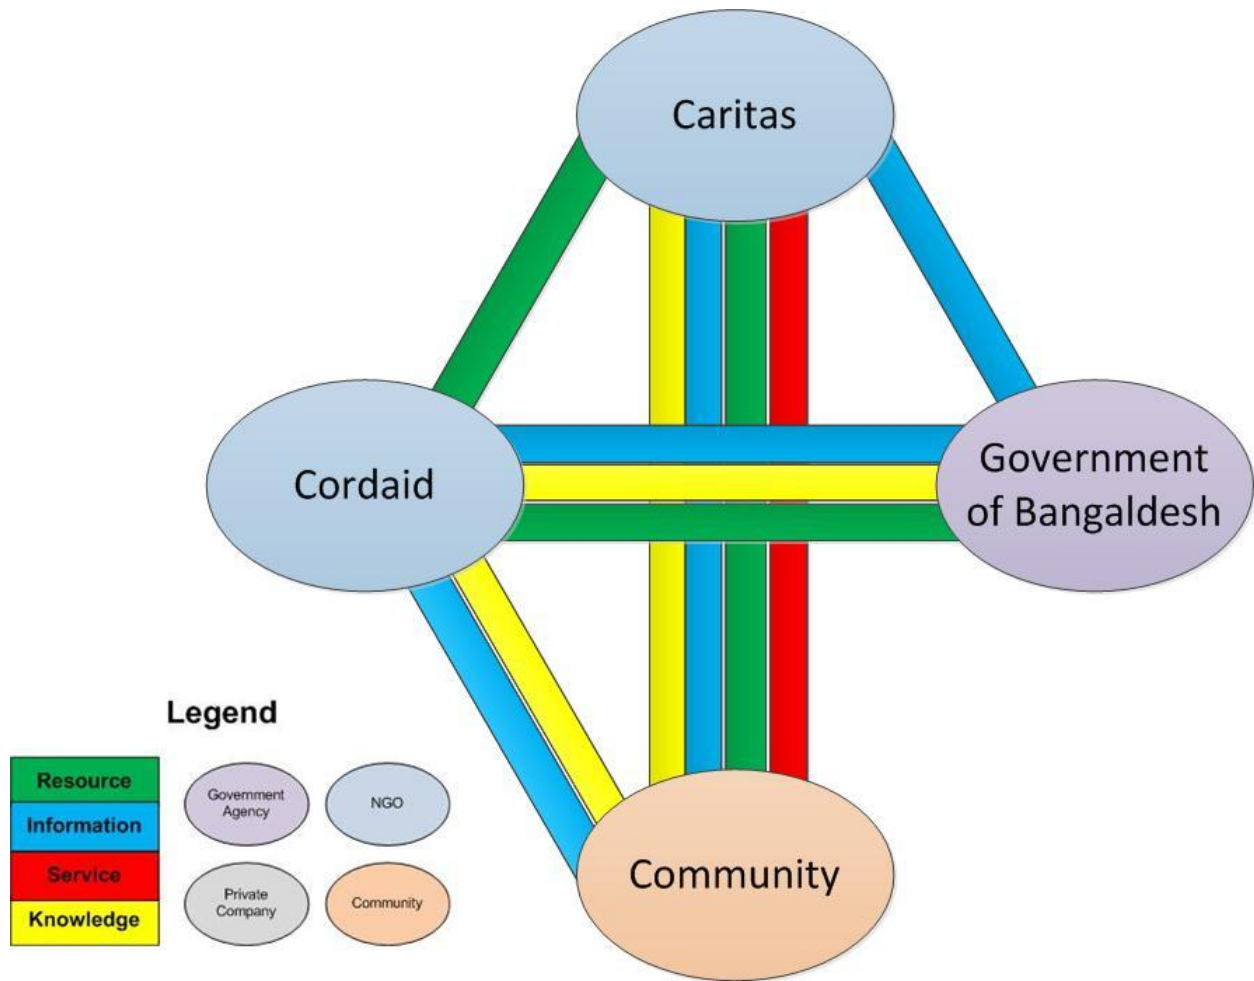 Caritas
Cordaid
Government
of Bangaldesh
Community
Legend
Resource
Information
Service
Knowledge
Government
Agency
NGO
Private
Company
Community